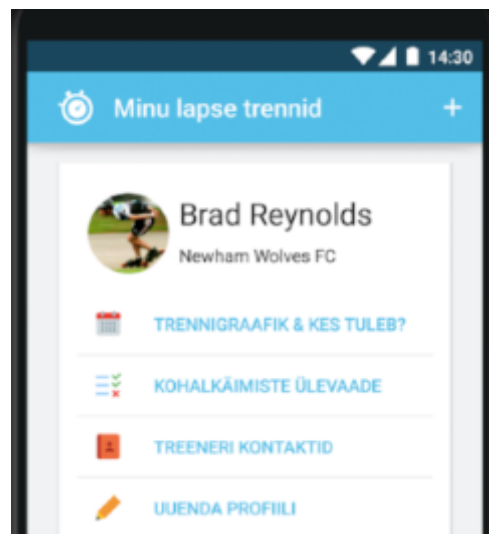 14:30
Minu lapse trennid +
Brad Reynolds
Newham Wolves FC
TRENNIGRAAFIK & KES TULEB?
KOHALKÄIMISTE ÜLEVAADE
TREENERI KONTAKTID
UUENDA PROFIILI